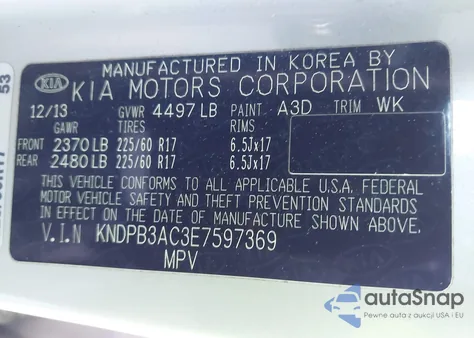 MANUFACTURED IN KOREA BY
KIA KIA MOTORS CORPORATION
12/13 GVWR 4497 LB PAINT A3D TRIM WK
GAWR TIRES RIMS
FRONT 2370 LB 225/60 R17 6.5Jx17
REAR 2480 LB 225/60 R17 6.5Jx17
THIS VEHICLE CONFORMS TO ALL APPLICABLE U.S.A. FEDERAL
MOTOR VEHICLE SAFETY AND THEFT PREVENTION STANDARDS
IN EFFECT ON THE DATE OF MANUFACTURE SHOWN ABOVE.
V.I.N KNDPB3AC3E7597369
MPV
53
autoSnap
Pewne auta z aukcji USA i EU